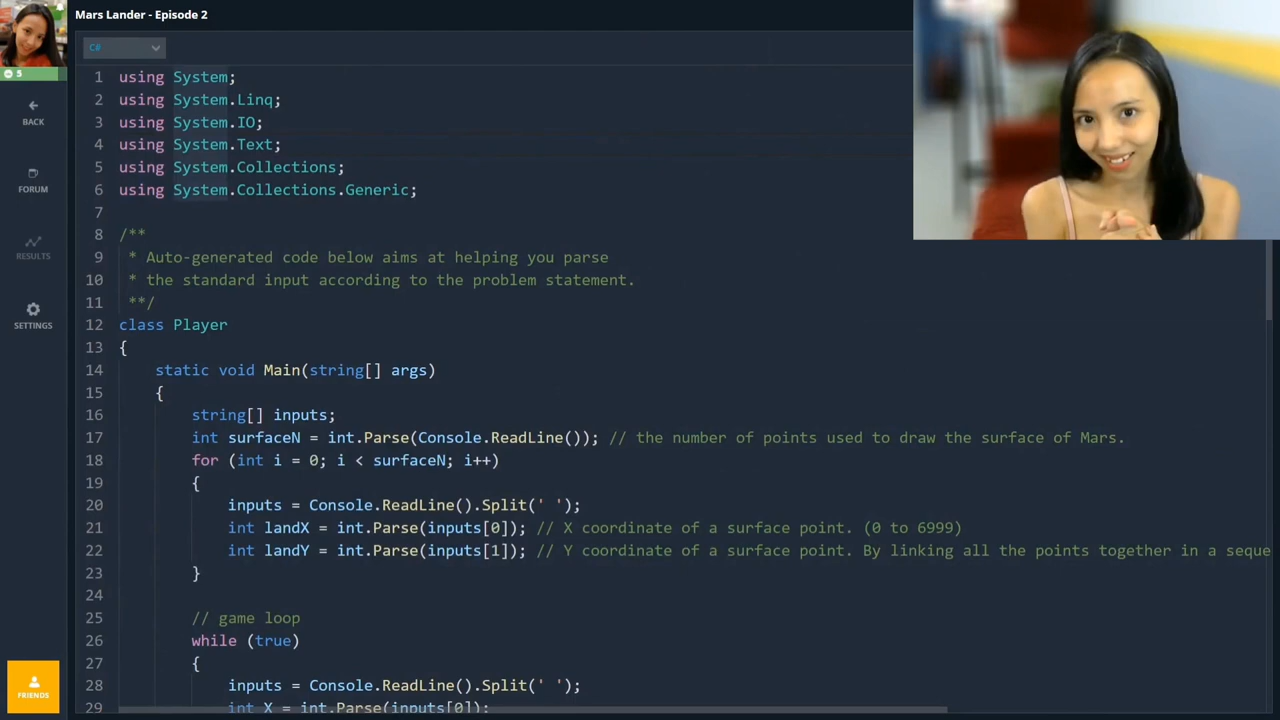 Mars Lander - Episode 2
C#
5
BACK
FORUM
RESULTS
SETTINGS
FRIENDS
1 using System;
2 using System.Linq;
3 using System.IO;
4 using System.Text;
5 using System.Collections;
6 using System.Collections.Generic;
7
8 /**
9  * Auto-generated code below aims at helping you parse
10  * the standard input according to the problem statement.
11  **/
12 class Player
13 {
14     static void Main(string[] args)
15     {
16         string[] inputs;
17         int surfaceN = int.Parse(Console.ReadLine()); // the number of points used to draw the surface of Mars.
18         for (int i = 0; i < surfaceN; i++)
19         {
20             inputs = Console.ReadLine().Split(' ');
21             int landX = int.Parse(inputs[0]); // X coordinate of a surface point. (0 to 6999)
22             int landY = int.Parse(inputs[1]); // Y coordinate of a surface point. By linking all the points together in a seque
23         }
24
25         // game loop
26         while (true)
27         {
28             inputs = Console.ReadLine().Split(' ');
29             int X = int.Parse(inputs[0]);